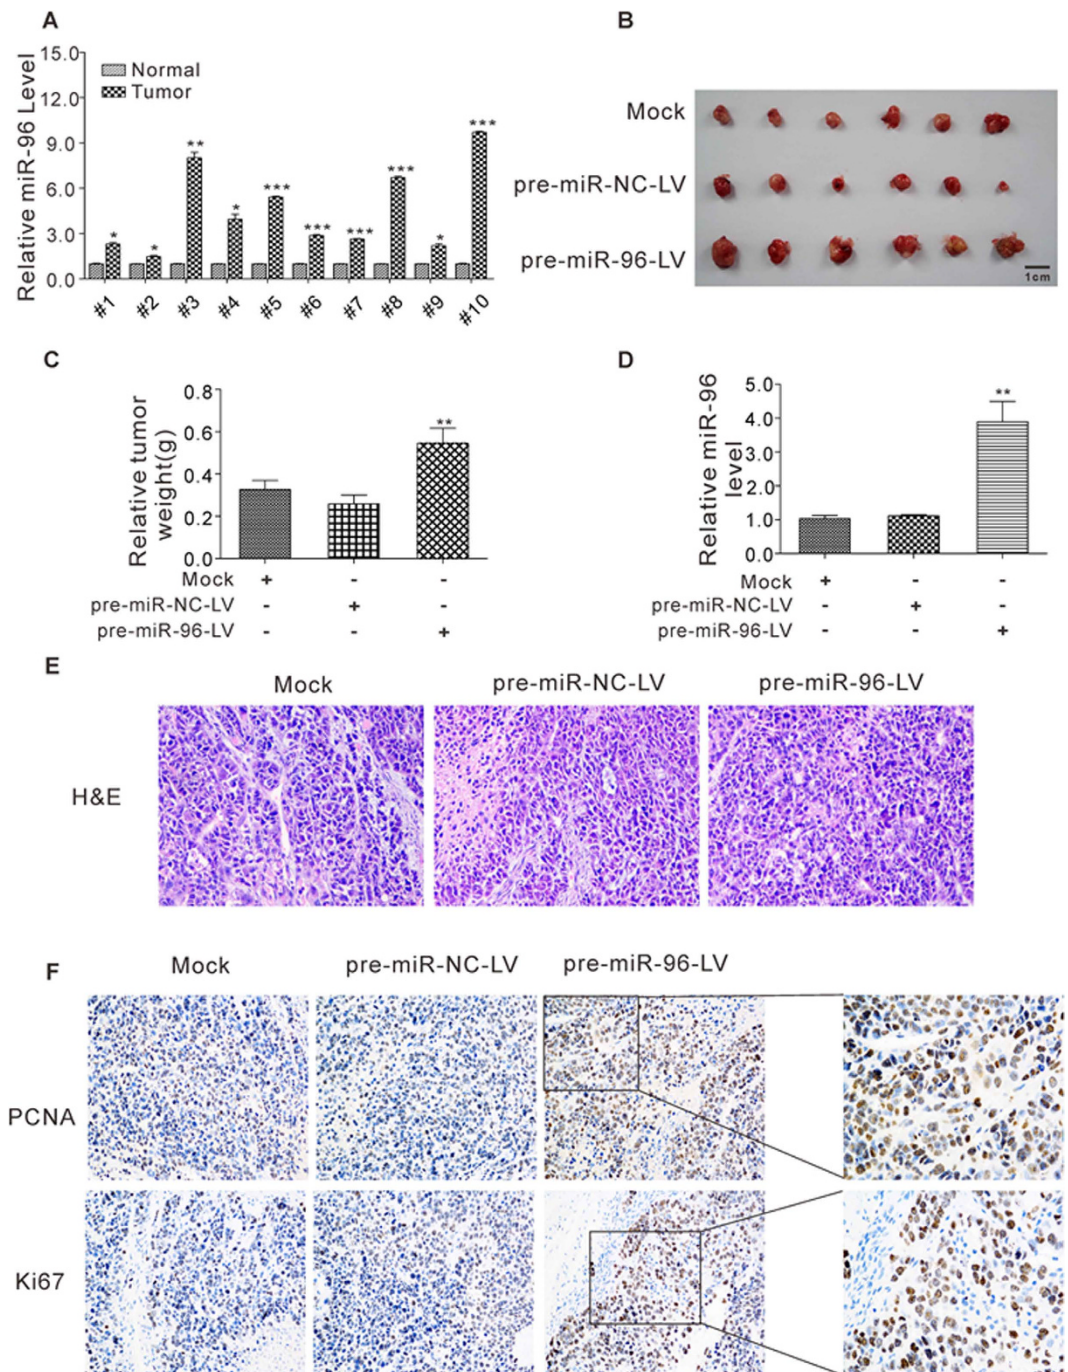 A
Relative miR-96 Level
15.0
12.0
9.0
6.0
3.0
0.0
Normal
Tumor
* * ** * *** *** *** *** * ***
#1 #2 #3 #4 #5 #6 #7 #8 #9 #10
B
Mock
pre-miR-NC-LV
pre-miR-96-LV
1cm
C
Relative tumor
weight(g)
0.8
0.6
0.4
0.2
0.0
**
Mock + - -
pre-miR-NC-LV - + -
pre-miR-96-LV - - +
D
Relative miR-96
level
5.0
4.0
3.0
2.0
1.0
0.0
**
Mock + - -
pre-miR-NC-LV - + -
pre-miR-96-LV - - +
E
Mock pre-miR-NC-LV pre-miR-96-LV
H&E
F
Mock pre-miR-NC-LV pre-miR-96-LV
PCNA
Ki67